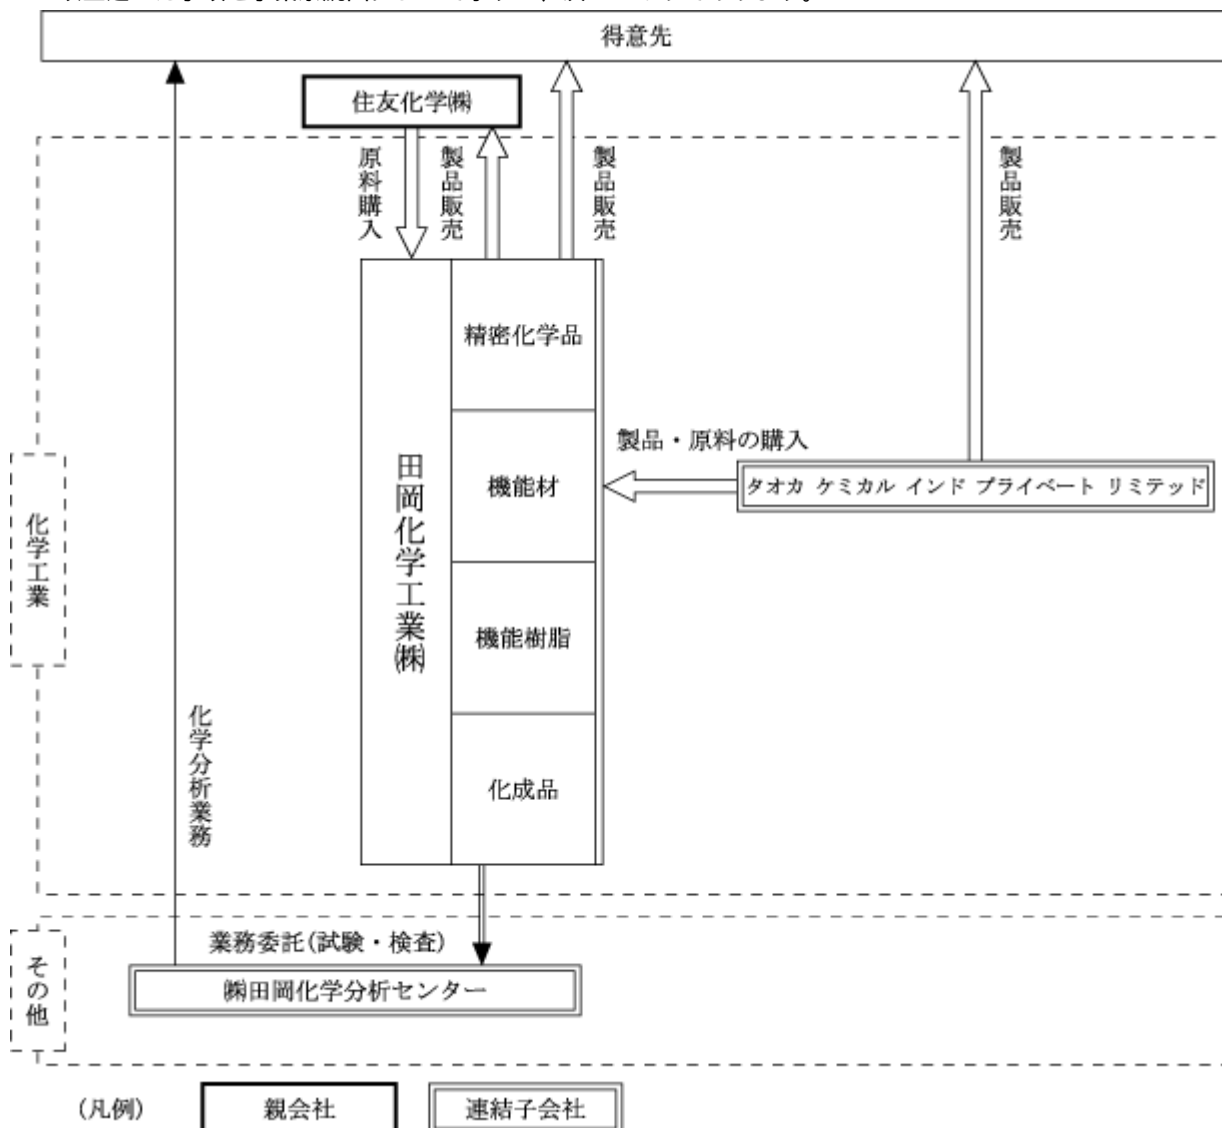 得意先
住友化学㈱
原料購入
製品販売
製品販売
製品販売
田岡化学工業㈱
精密化学品
機能材
機能樹脂
化成品
製品・原料の購入
タオカ ケミカル インド プライベート リミテッド
化学工業
化学分析業務
その他
業務委託(試験・検査)
㈱田岡化学分析センター
(凡例)
親会社
連結子会社